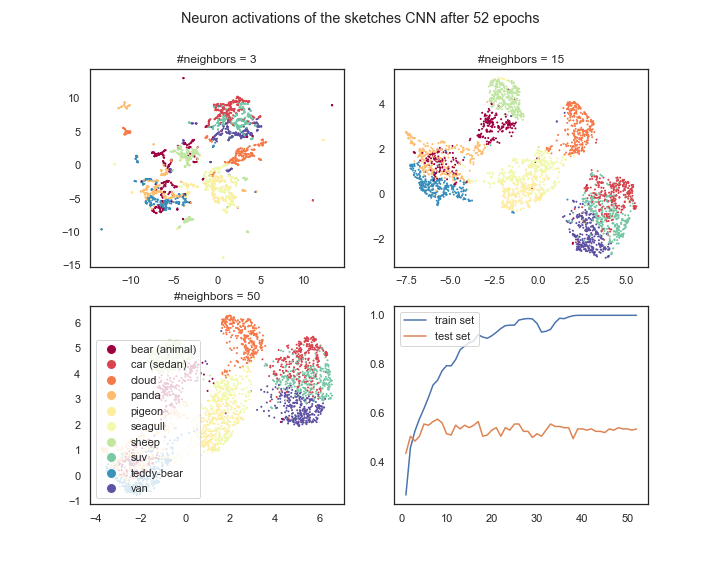 Neuron activations of the sketches CNN after 52 epochs
#neighbors = 3
10
5
0
−5
−10
−15
−10
−5
0
5
10
#neighbors = 15
4
2
0
−2
−7.5
−5.0
−2.5
0.0
2.5
5.0
#neighbors = 50
6
5
4
3
2
1
0
−1
−4
−2
0
2
4
6
bear (animal)
car (sedan)
cloud
panda
pigeon
seagull
sheep
suv
teddy-bear
van
1.0
0.8
0.6
0.4
0
10
20
30
40
50
train set
test set